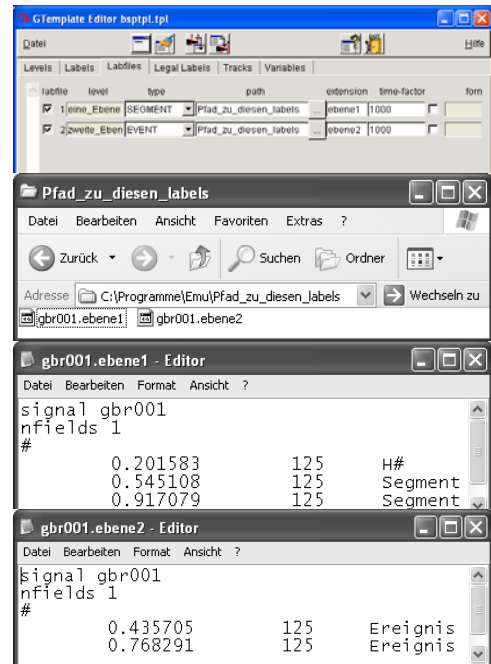 GTemplate Editor bsptpl.tpl
Datei Hilfe
Levels Labels Labfiles Legal Labels Tracks Variables
labfile level type path extension time-factor forn
1 eine_Ebene SEGMENT Pfad_zu_diesen_labels ... ebene1 1000
2 zweite_Eben EVENT Pfad_zu_diesen_labels ... ebene2 1000
Pfad_zu_diesen_labels
Datei Bearbeiten Ansicht Favoriten Extras ?
Zurück Suchen Ordner
Adresse C:\Programme\Emu\Pfad_zu_diesen_labels Wechseln zu
gbr001.ebene1 gbr001.ebene2
gbr001.ebene1 - Editor
Datei Bearbeiten Format Ansicht ?
signal gbr001
nfields 1
#
0.201583 125 H#
0.545108 125 Segment
0.917079 125 Segment
gbr001.ebene2 - Editor
Datei Bearbeiten Format Ansicht ?
signal gbr001
nfields 1
#
0.435705 125 Ereignis
0.768291 125 Ereignis